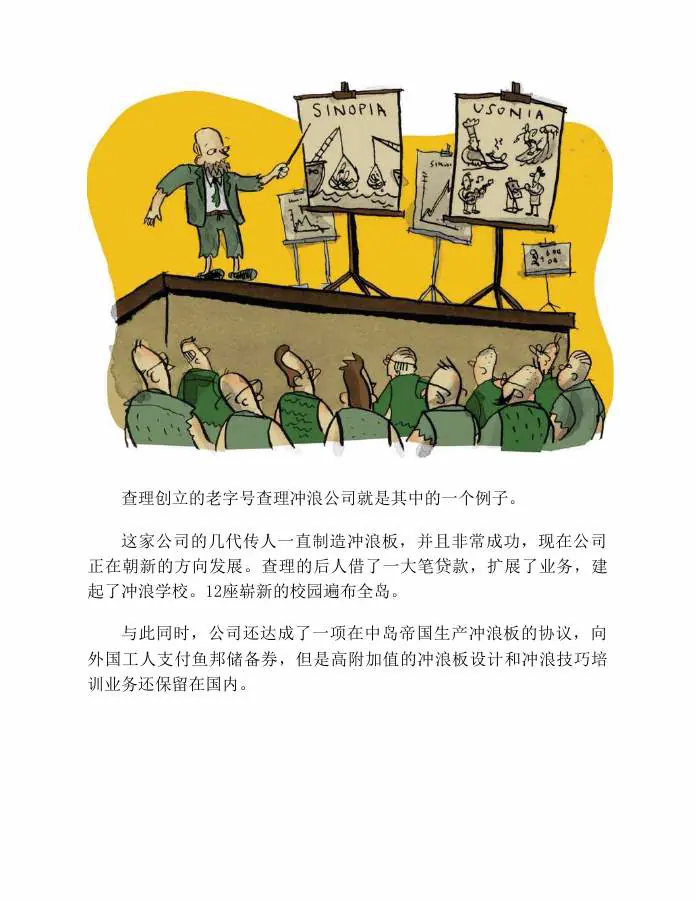 SINOPIA
USONIA
查理创立的老字号查理冲浪公司就是其中的一个例子。
这家公司的几代传人一直制造冲浪板，并且非常成功，现在公司
正在朝新的方向发展。查理的后人借了一大笔贷款，扩展了业务，建
起了冲浪学校。12座崭新的校园遍布全岛。
与此同时，公司还达成了一项在中岛帝国生产冲浪板的协议，向
外国工人支付鱼邦储备券，但是高附加值的冲浪板设计和冲浪技巧培
训业务还保留在国内。